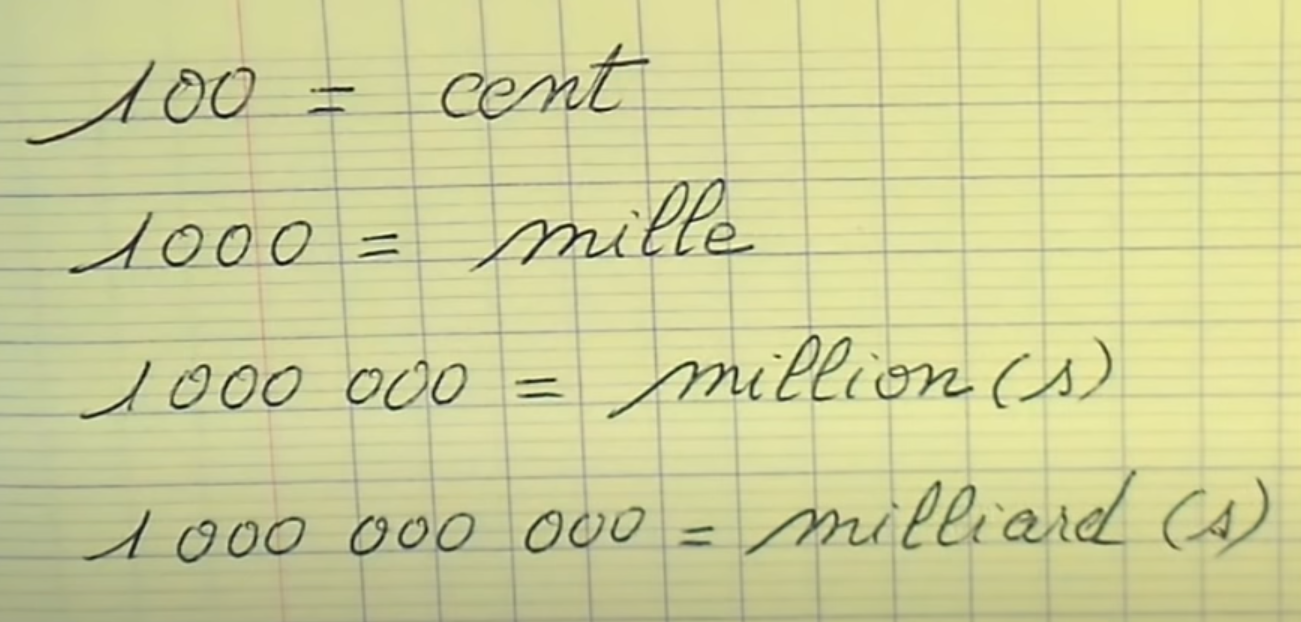 100 = cent
1000 = mille
1000 000 = million(s)
1 000 000 000 = milliard (s)